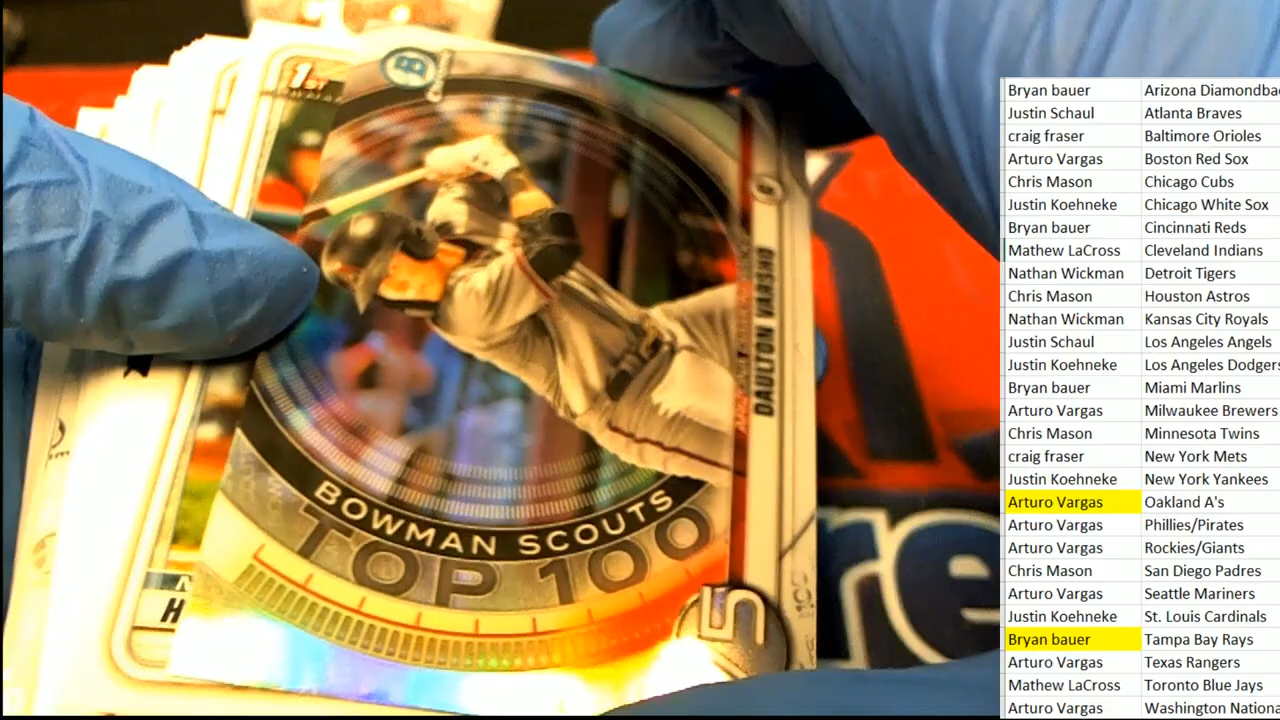 1ST
B
DAULTON VARSHO
BOWMAN SCOUTS
TOP 100
H
re
Bryan bauer Arizona Diamondba
Justin Schaul Atlanta Braves
craig fraser Baltimore Orioles
Arturo Vargas Boston Red Sox
Chris Mason Chicago Cubs
Justin Koehneke Chicago White Sox
Bryan bauer Cincinnati Reds
Mathew LaCross Cleveland Indians
Nathan Wickman Detroit Tigers
Chris Mason Houston Astros
Nathan Wickman Kansas City Royals
Justin Schaul Los Angeles Angels
Justin Koehneke Los Angeles Dodgers
Bryan bauer Miami Marlins
Arturo Vargas Milwaukee Brewers
Chris Mason Minnesota Twins
craig fraser New York Mets
Justin Koehneke New York Yankees
Arturo Vargas Oakland A's
Arturo Vargas Phillies/Pirates
Arturo Vargas Rockies/Giants
Chris Mason San Diego Padres
Arturo Vargas Seattle Mariners
Justin Koehneke St. Louis Cardinals
Bryan bauer Tampa Bay Rays
Arturo Vargas Texas Rangers
Mathew LaCross Toronto Blue Jays
Arturo Vargas Washington Nationa